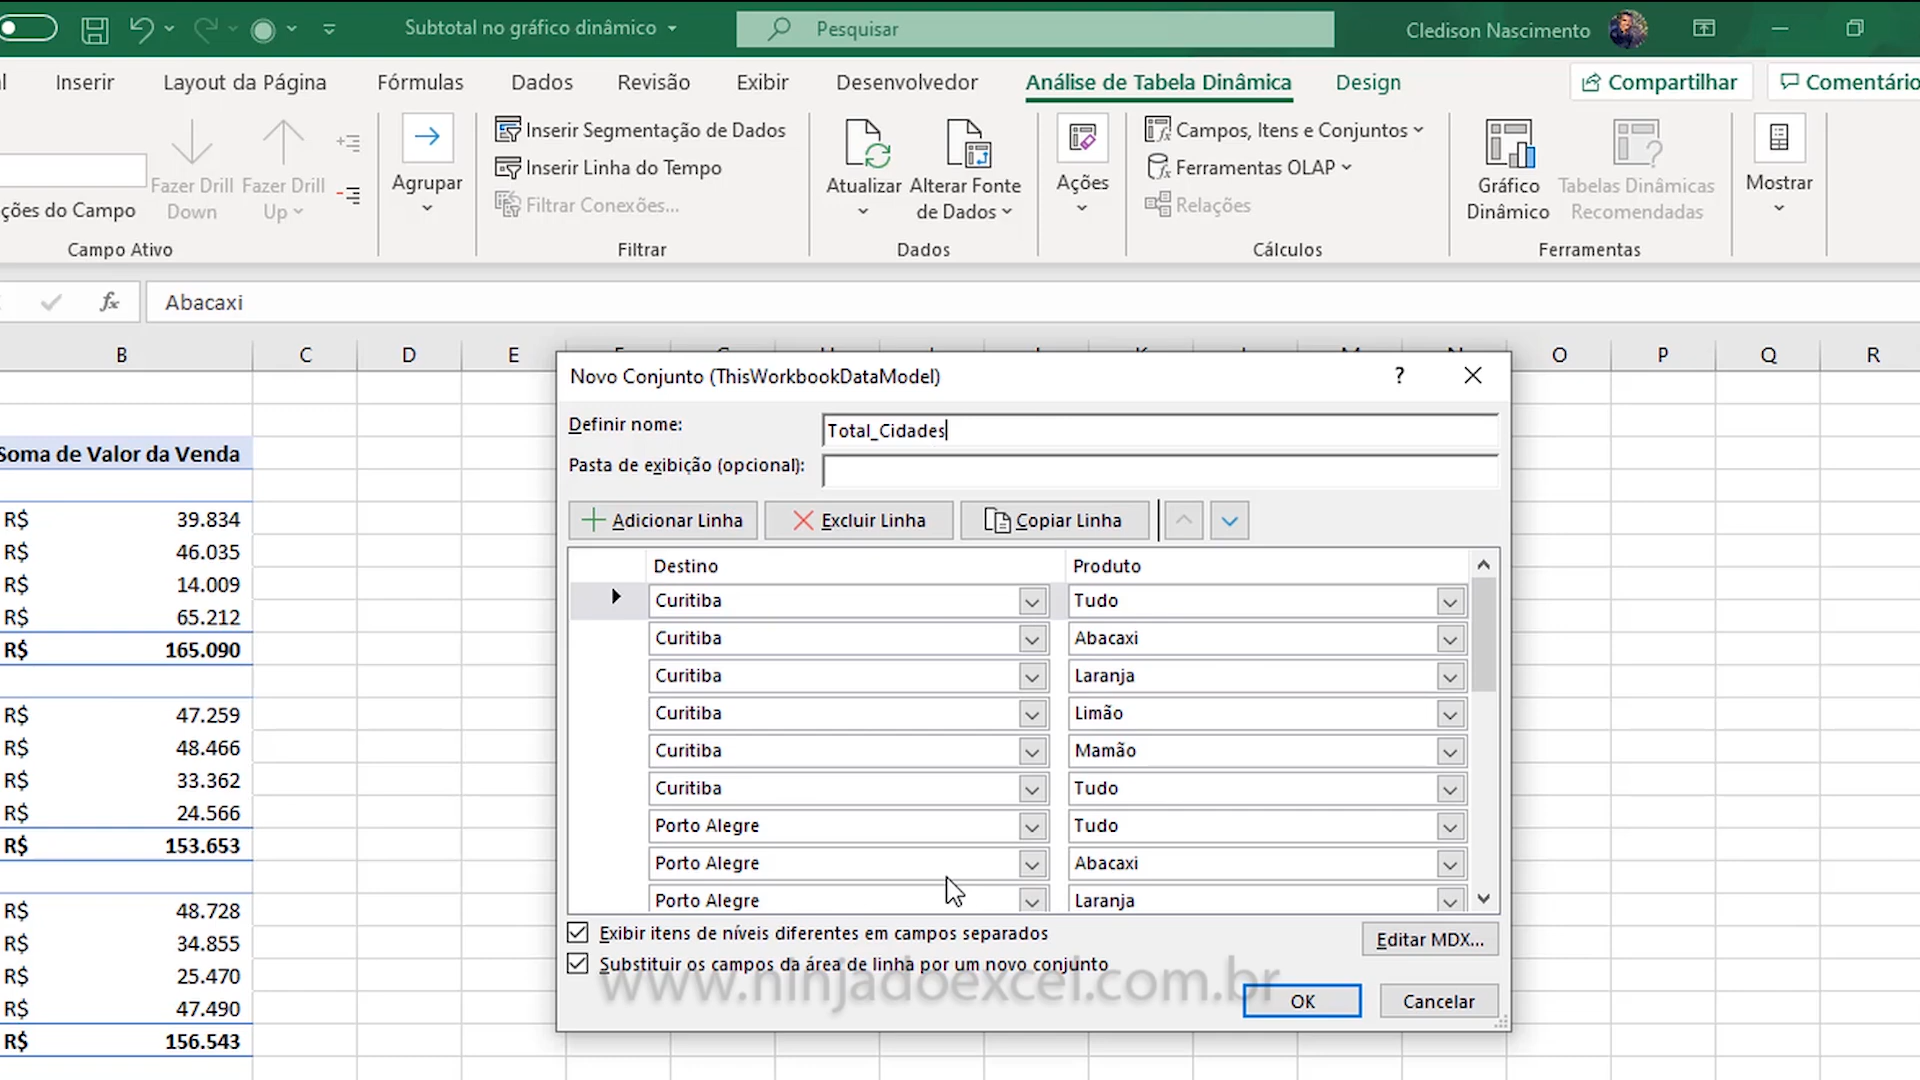 Subtotal no gráfico dinâmico
Pesquisar
Cledison Nascimento
Inserir
Layout da Página
Fórmulas
Dados
Revisão
Exibir
Desenvolvedor
Análise de Tabela Dinâmica
Design
Compartilhar
Comentário
Fazer Drill Down
Fazer Drill Up
ções do Campo
Campo Ativo
Agrupar
Inserir Segmentação de Dados
Inserir Linha do Tempo
Filtrar Conexões...
Filtrar
Atualizar
Alterar Fonte de Dados
Dados
Ações
Campos, Itens e Conjuntos
Ferramentas OLAP
Relações
Cálculos
Gráfico Dinâmico
Tabelas Dinâmicas Recomendadas
Ferramentas
Mostrar
fx
Abacaxi
B C D E O P Q R
Soma de Valor da Venda
R$ 39.834
R$ 46.035
R$ 14.009
R$ 65.212
R$ 165.090
R$ 47.259
R$ 48.466
R$ 33.362
R$ 24.566
R$ 153.653
R$ 48.728
R$ 34.855
R$ 25.470
R$ 47.490
R$ 156.543
Novo Conjunto (ThisWorkbookDataModel)
?
Definir nome: Total_Cidades
Pasta de exibição (opcional):
Adicionar Linha
Excluir Linha
Copiar Linha
Destino Produto
Curitiba Tudo
Curitiba Abacaxi
Curitiba Laranja
Curitiba Limão
Curitiba Mamão
Curitiba Tudo
Porto Alegre Tudo
Porto Alegre Abacaxi
Porto Alegre Laranja
Exibir itens de níveis diferentes em campos separados
Editar MDX...
Substituir os campos da área de linha por um novo conjunto
www.ninjadoexcel.com.br
OK
Cancelar